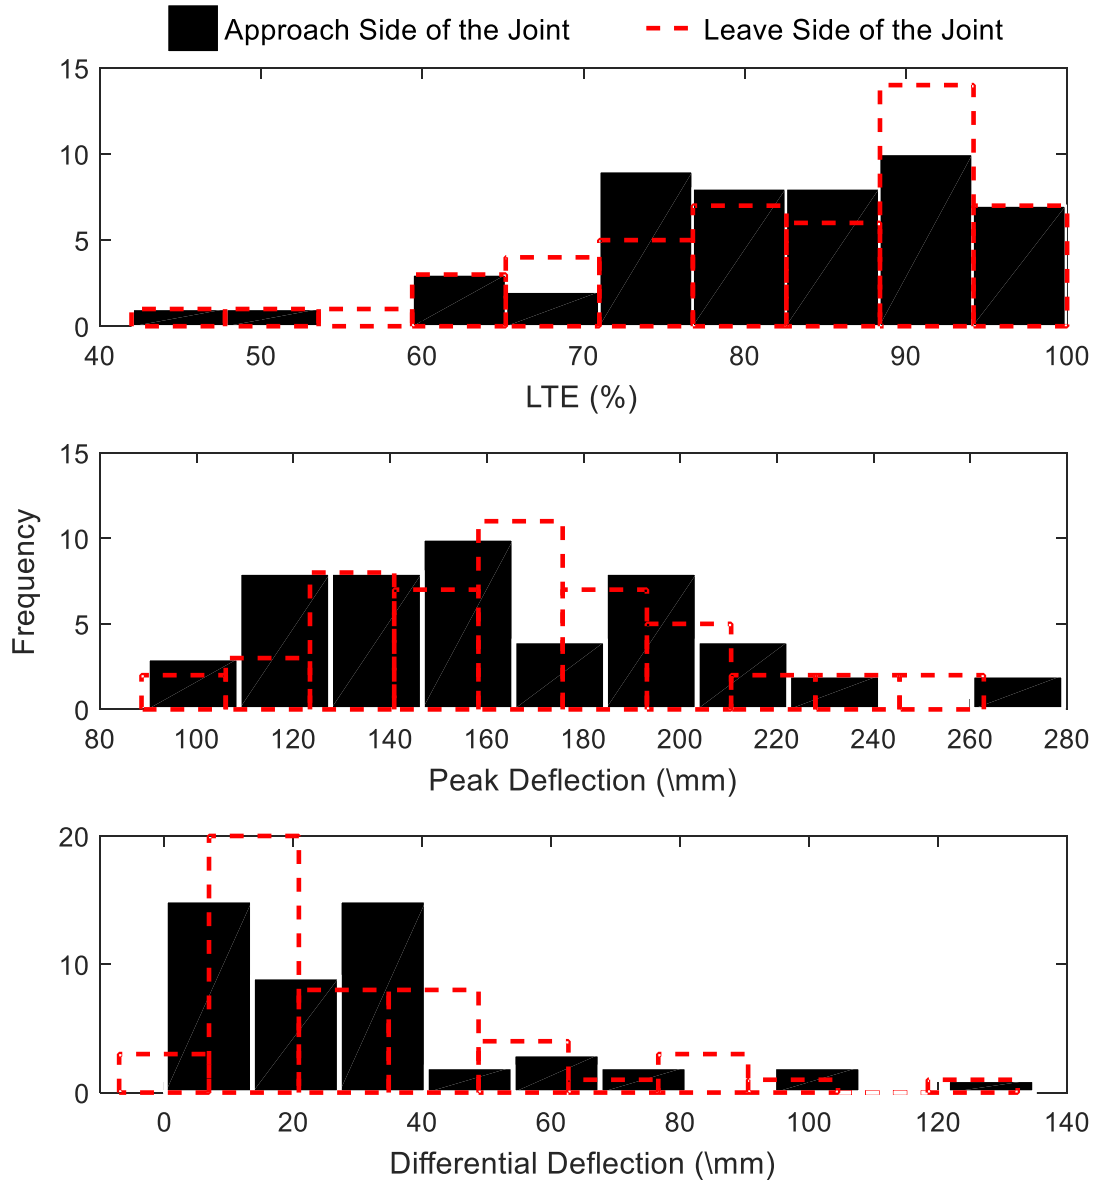 Approach Side of the Joint Leave Side of the Joint
15
10
5
0
40 50 60 70 80 90 100
LTE (%)
15
10
5
0
80 100 120 140 160 180 200 220 240 260 280
Peak Deflection (\mm)
Frequency
20
10
0
0 20 40 60 80 100 120 140
Differential Deflection (\mm)